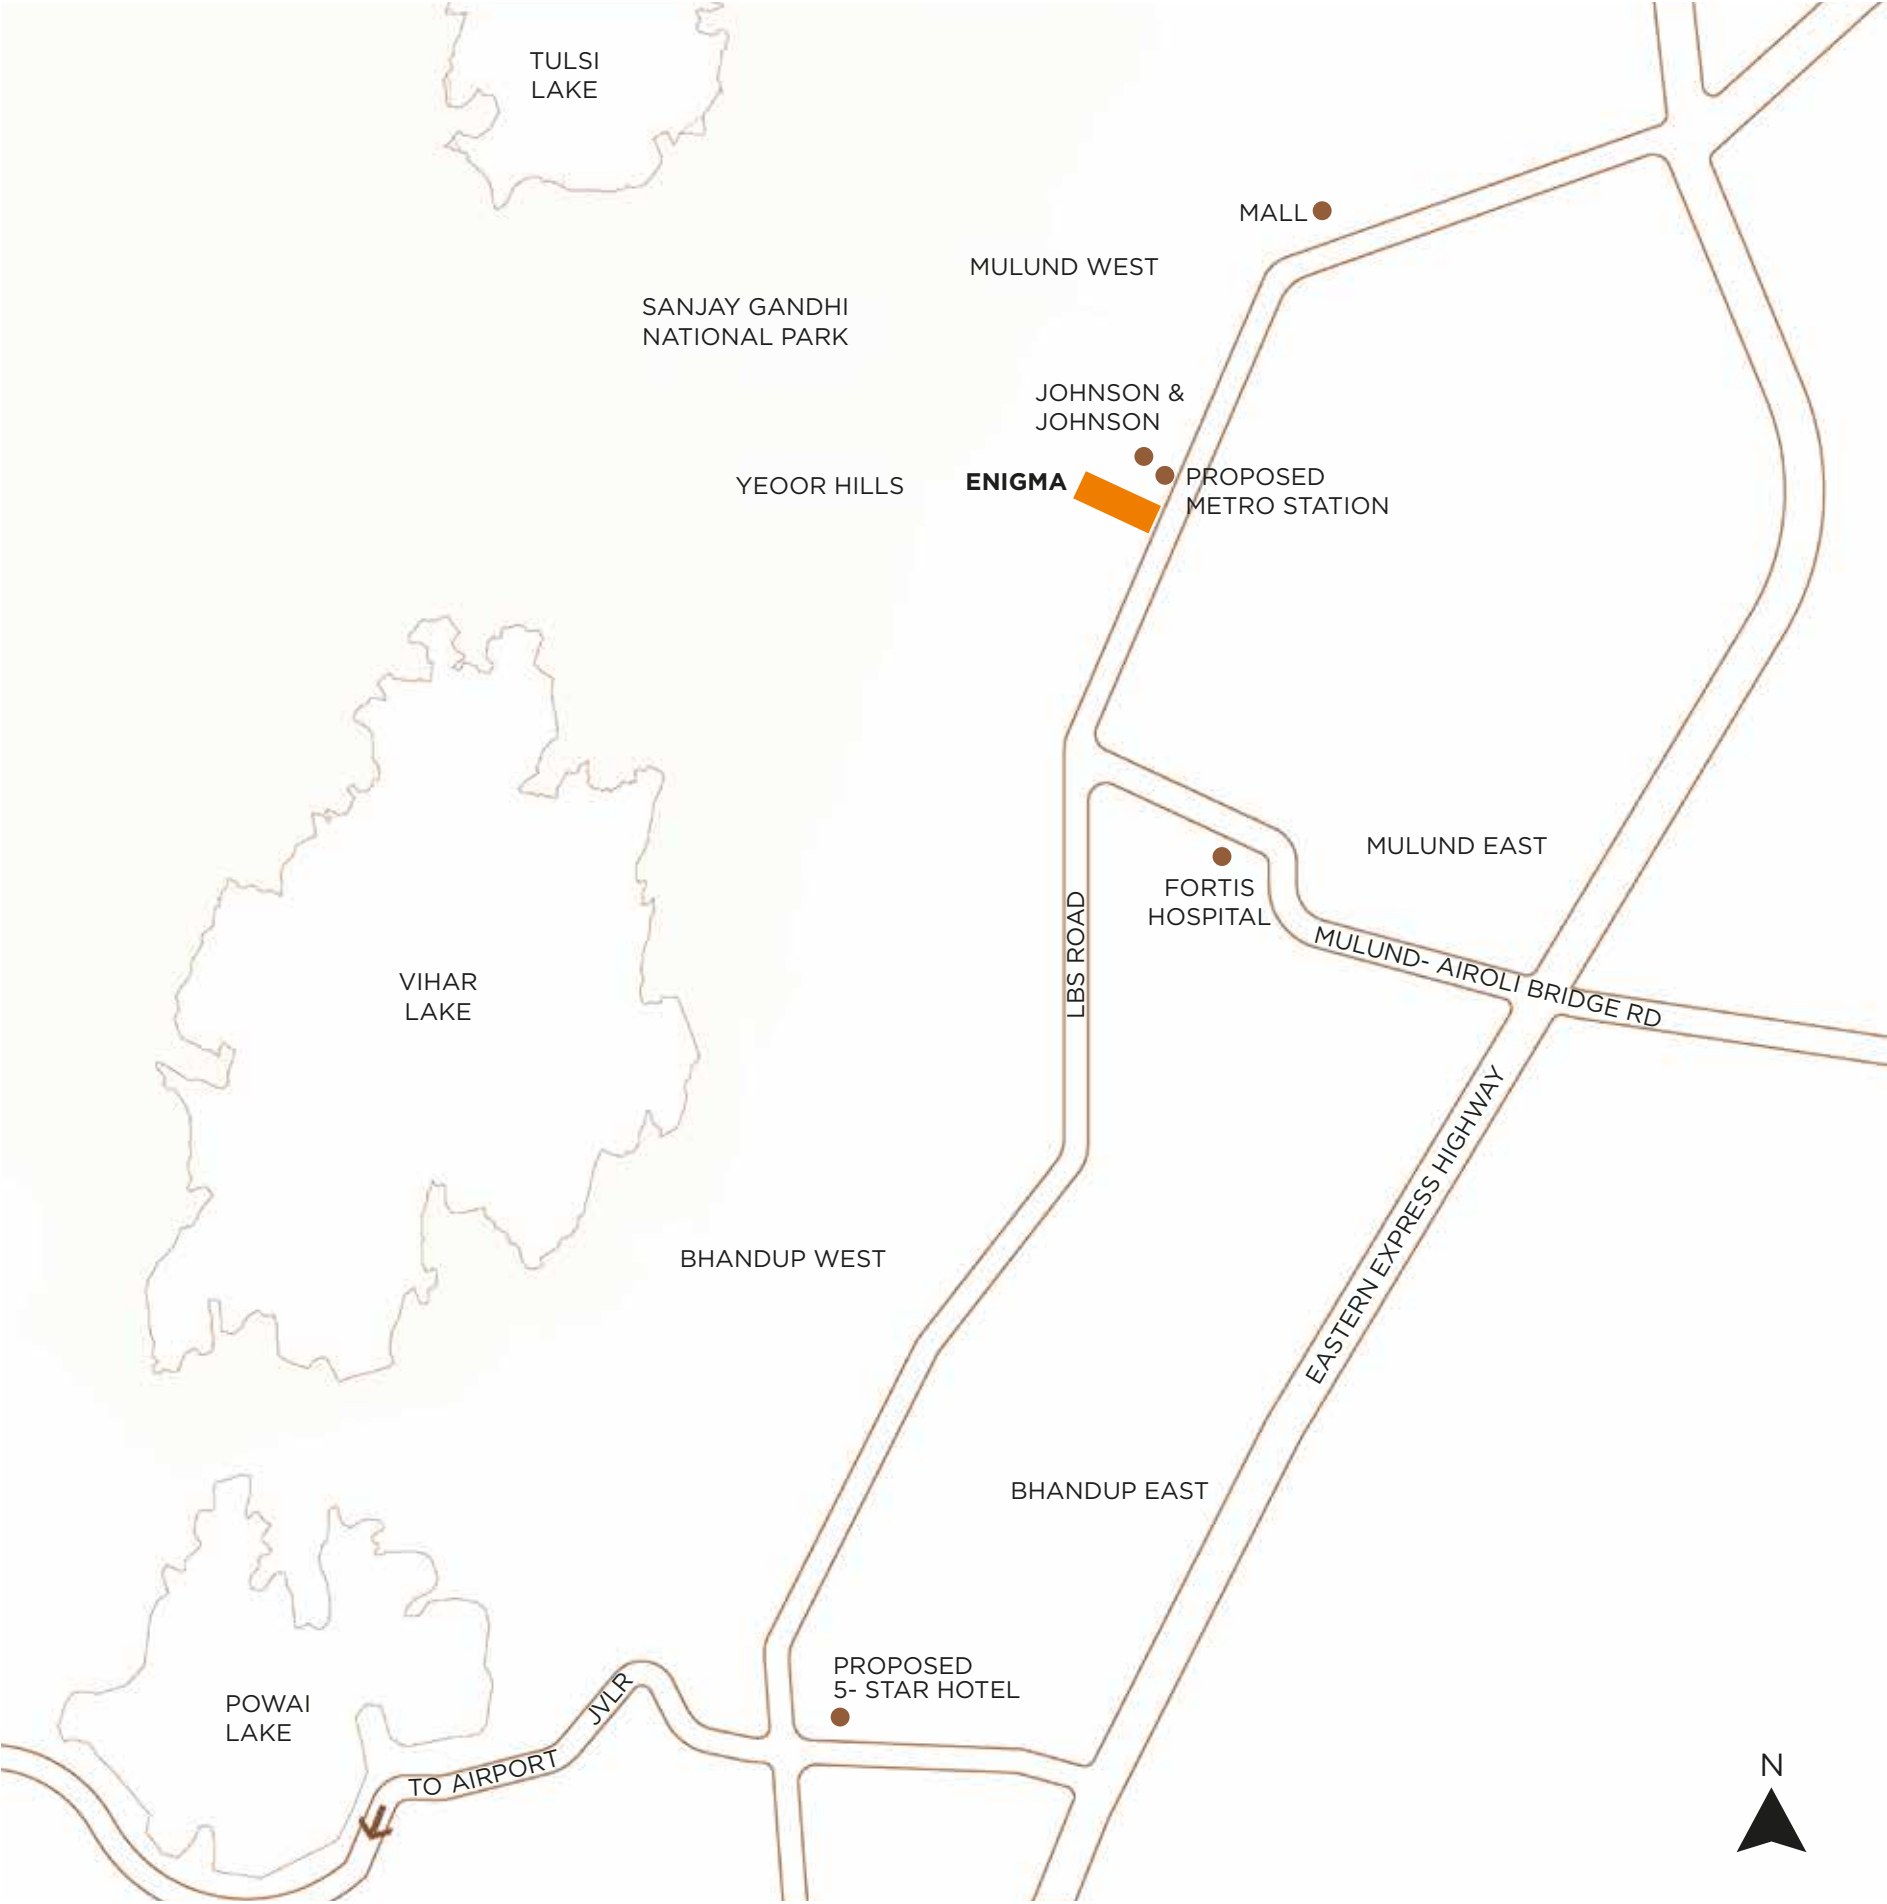 TULSI
LAKE
MALL
MULUND WEST
SANJAY GANDHI
NATIONAL PARK
JOHNSON &
JOHNSON
YEOOR HILLS
ENIGMA
PROPOSED
METRO STATION
MULUND EAST
FORTIS
HOSPITAL
LBS ROAD
MULUND- AIROLI BRIDGE RD
VIHAR
LAKE
EASTERN EXPRESS HIGHWAY
BHANDUP WEST
BHANDUP EAST
PROPOSED
5- STAR HOTEL
JVLR
POWAI
LAKE
TO AIRPORT
N